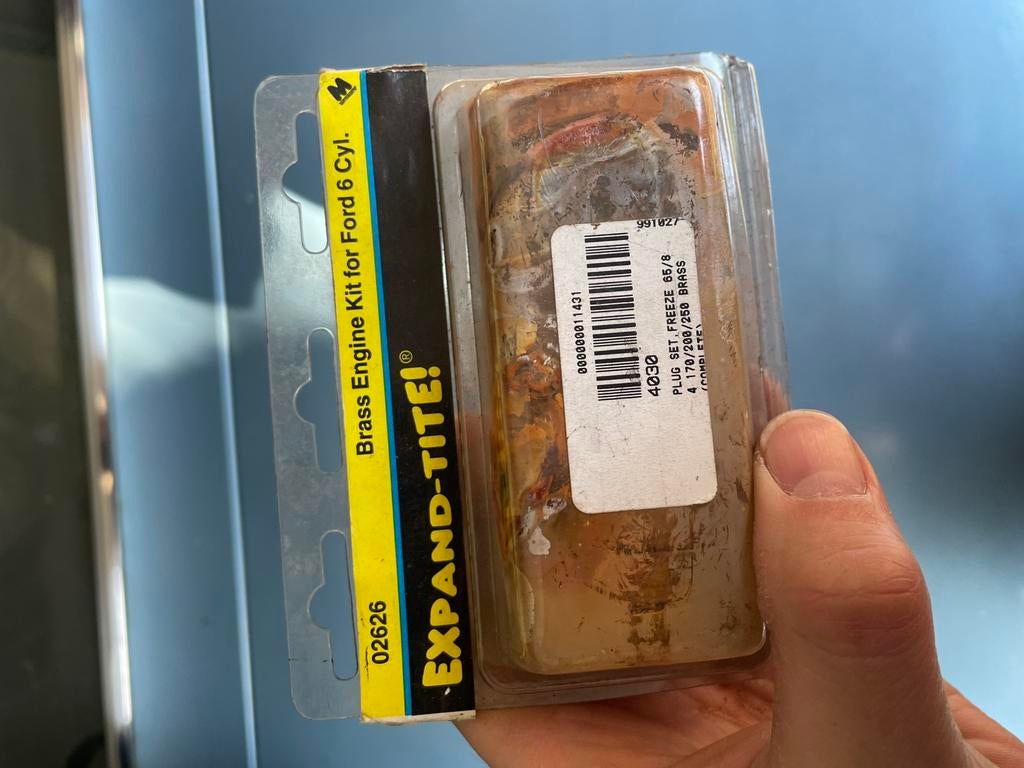 02626 Brass Engine Kit for Ford 6 Cyl. M
EXPAND-TITE!®
000000011431
991027
4030
PLUG SET,FREEZE 65/8
4 170/200/250 BRASS
(COMPLETE)